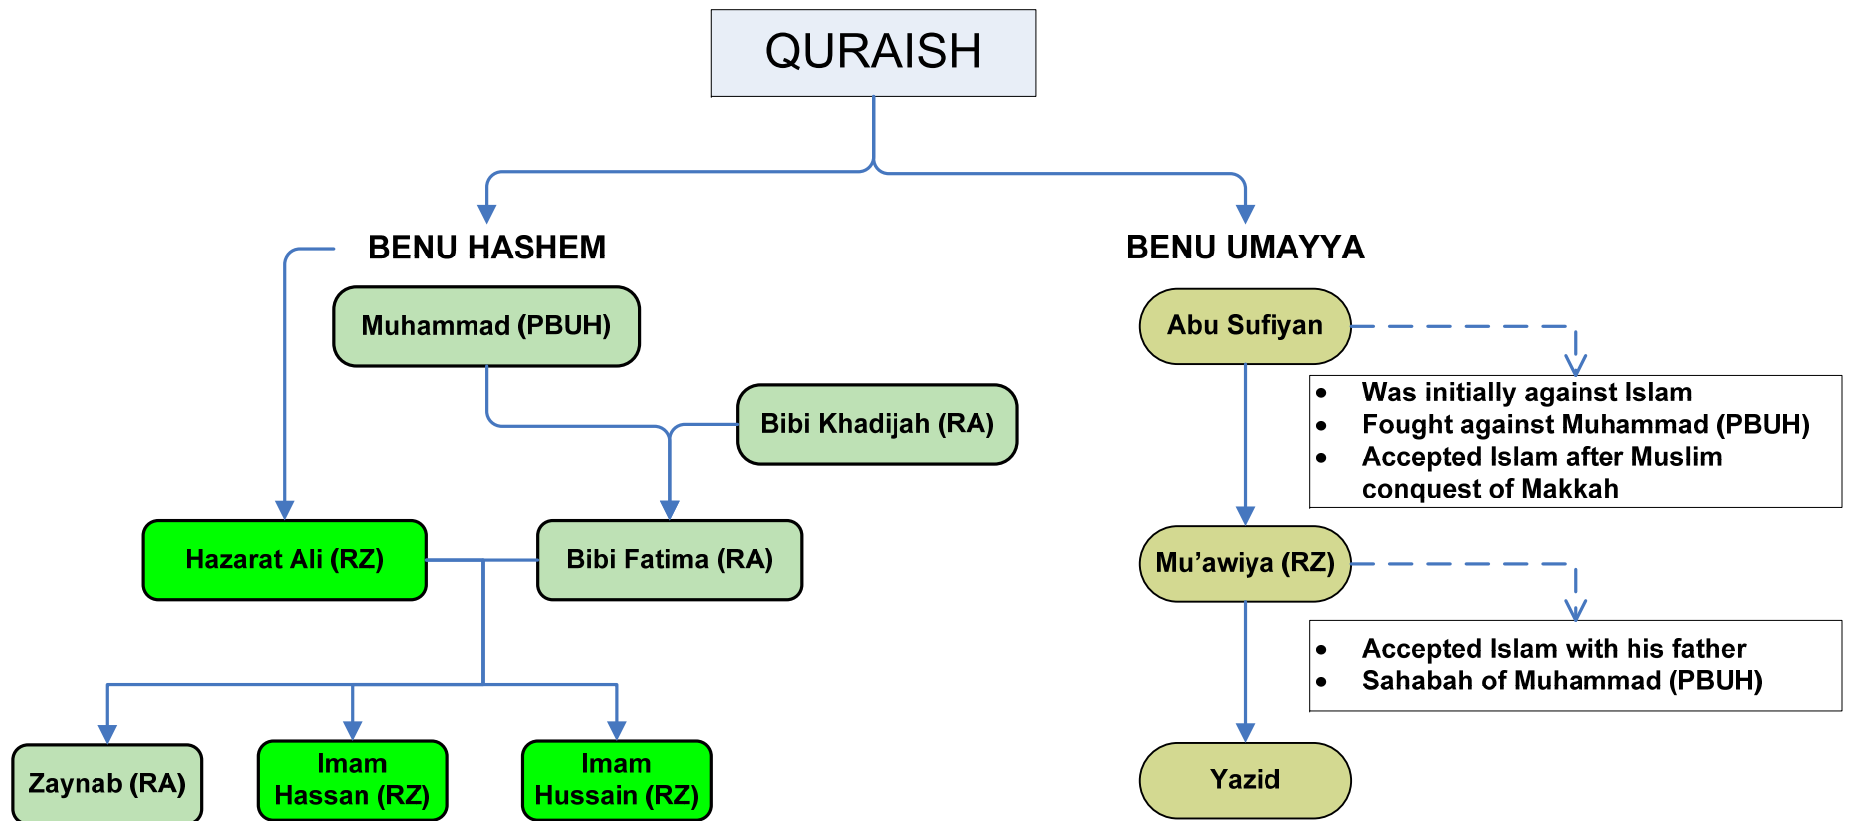 QURAISH
BENU HASHEM
BENU UMAYYA
Muhammad (PBUH)
Abu Sufiyan
• Was initially against Islam
• Fought against Muhammad (PBUH)
• Accepted Islam after Muslim
conquest of Makkah
Bibi Khadijah (RA)
Hazarat Ali (RZ)
Bibi Fatima (RA)
Mu’awiya (RZ)
• Accepted Islam with his father
• Sahabah of Muhammad (PBUH)
Zaynab (RA)
Imam
Hassan (RZ)
Imam
Hussain (RZ)
Yazid